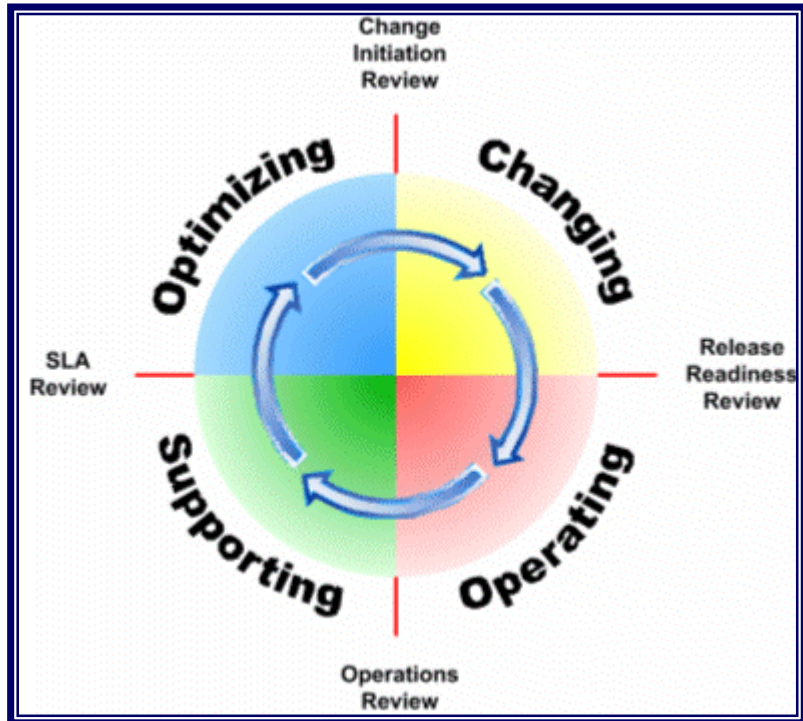 Change
Initiation
Review
Optimizing
Changing
SLA
Review
Release
Readiness
Review
Supporting
Operating
Operations
Review